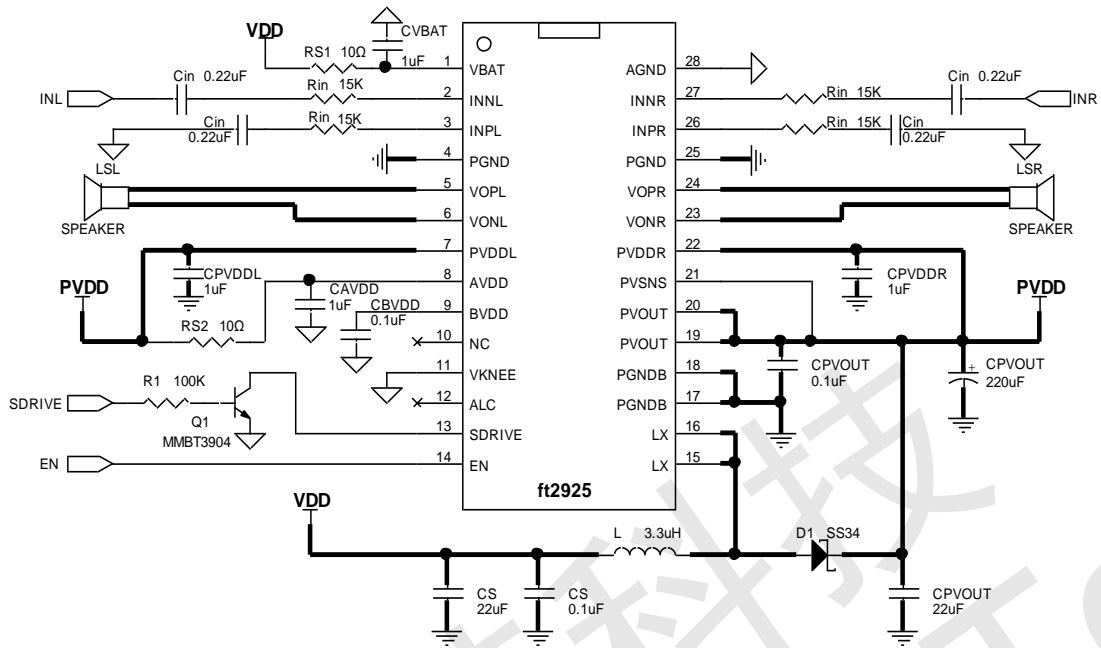 VDD
CVBAT
RS1 10Ω
1uF
1 VBAT
AGND 28
Cin 0.22uF
Rin 15K
INL
2 INNL
INNR 27
Rin 15K
Cin 0.22uF
INR
Cin
0.22uF
Rin 15K
3 INPL
INPR 26
Rin 15K
Cin
0.22uF
LSL
4 PGND
PGND 25
LSR
5 VOPL
VOPR 24
SPEAKER
6 VONL
VONR 23
SPEAKER
7 PVDDL
PVDDR 22
CPVDDL
1uF
CPVDDR
1uF
PVDD
8 AVDD
PVSNS 21
PVDD
CAVDD
1uF
CBVDD
0.1uF
9 BVDD
PVOUT 20
RS2 10Ω
10 NC
PVOUT 19
CPVOUT
0.1uF
CPVOUT
220uF
+
11 VKNEE
PGNDB 18
R1 100K
SDRIVE
12 ALC
PGNDB 17
Q1
MMBT3904
13 SDRIVE
LX 16
EN
14 EN
LX 15
ft2925
VDD
L 3.3uH
D1 SS34
CS
22uF
CS
0.1uF
CPVOUT
22uF
科技